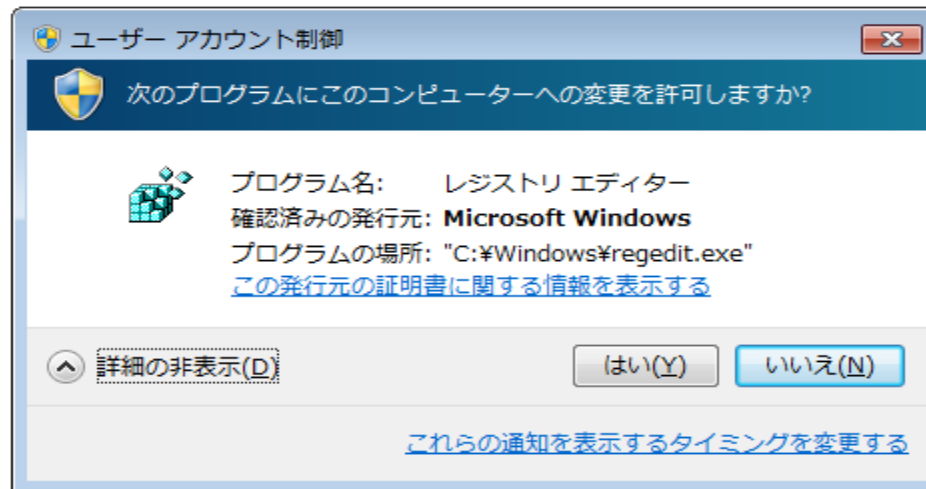 ユーザー アカウント制御
次のプログラムにこのコンピューターへの変更を許可しますか?
プログラム名: レジストリ エディター
確認済みの発行元: Microsoft Windows
プログラムの場所: "C:¥Windows¥regedit.exe"
この発行元の証明書に関する情報を表示する
詳細の非表示(D) はい(Y) いいえ(N)
これらの通知を表示するタイミングを変更する